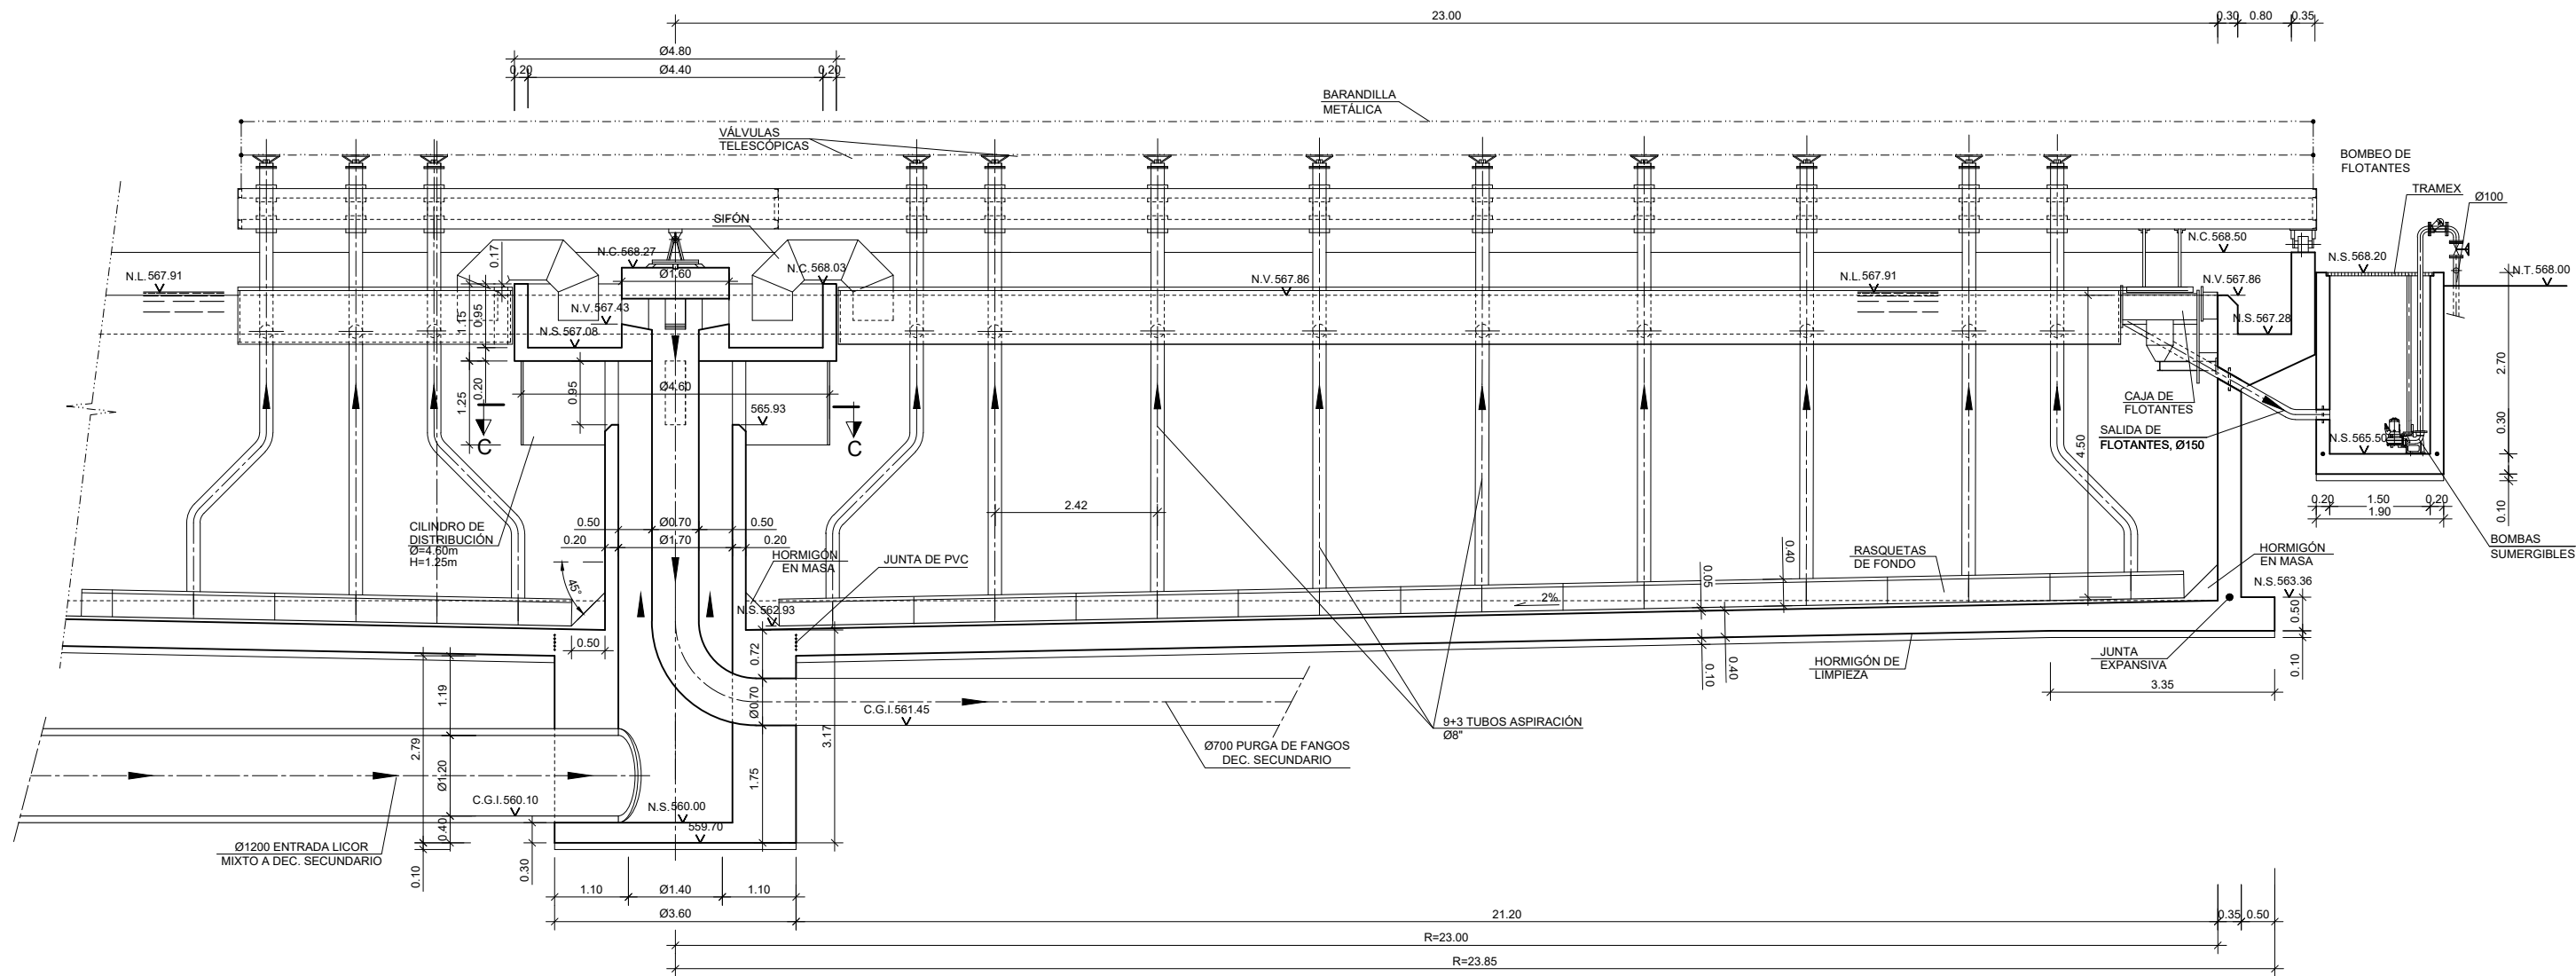 23.00
0.30
0.80
0.35
Ø4.80
0.20
Ø4.40
0.20
BARANDILLA
METÁLICA
VÁLVULAS
TELESCÓPICAS
BOMBEO DE
FLOTANTES
TRAMEX
Ø100
SIFÓN
0.17
N.C.568.27
N.C.568.03
Ø1.60
N.L.567.91
N.V.567.43
N.S.567.08
1.15
0.95
N.V.567.86
N.L.567.91
N.C.568.50
N.V.567.86
N.S.567.28
N.S.568.20
N.T.568.00
1.25
0.20
0.95
Ø4.60
565.93
C
C
CAJA DE
FLOTANTES
SALIDA DE
FLOTANTES, Ø150
4.50
N.S.565.50
2.70
0.30
0.10
0.20
1.50
0.20
1.90
BOMBAS
SUMERGIBLES
2.42
CILINDRO DE
DISTRIBUCIÓN
Ø=4.60m
H=1.25m
0.50
Ø0.70
0.50
0.20
Ø1.70
0.20
HORMIGÓN
EN MASA
JUNTA DE PVC
45°
0.50
N.S.562.93
0.05
0.40
2%
RASQUETAS
DE FONDO
HORMIGÓN
EN MASA
N.S.563.36
0.50
0.10
JUNTA
EXPANSIVA
3.35
0.10
0.40
HORMIGÓN DE
LIMPIEZA
0.72
Ø0.70
1.75
3.17
C.G.I.561.45
Ø700 PURGA DE FANGOS
DEC. SECUNDARIO
9+3 TUBOS ASPIRACIÓN
Ø8"
1.19
2.79
Ø1.20
0.40
0.10
0.30
C.G.I.560.10
N.S.560.00
559.70
Ø1200 ENTRADA LICOR
MIXTO A DEC. SECUNDARIO
1.10
Ø1.40
1.10
Ø3.60
21.20
0.35
0.50
R=23.00
R=23.85